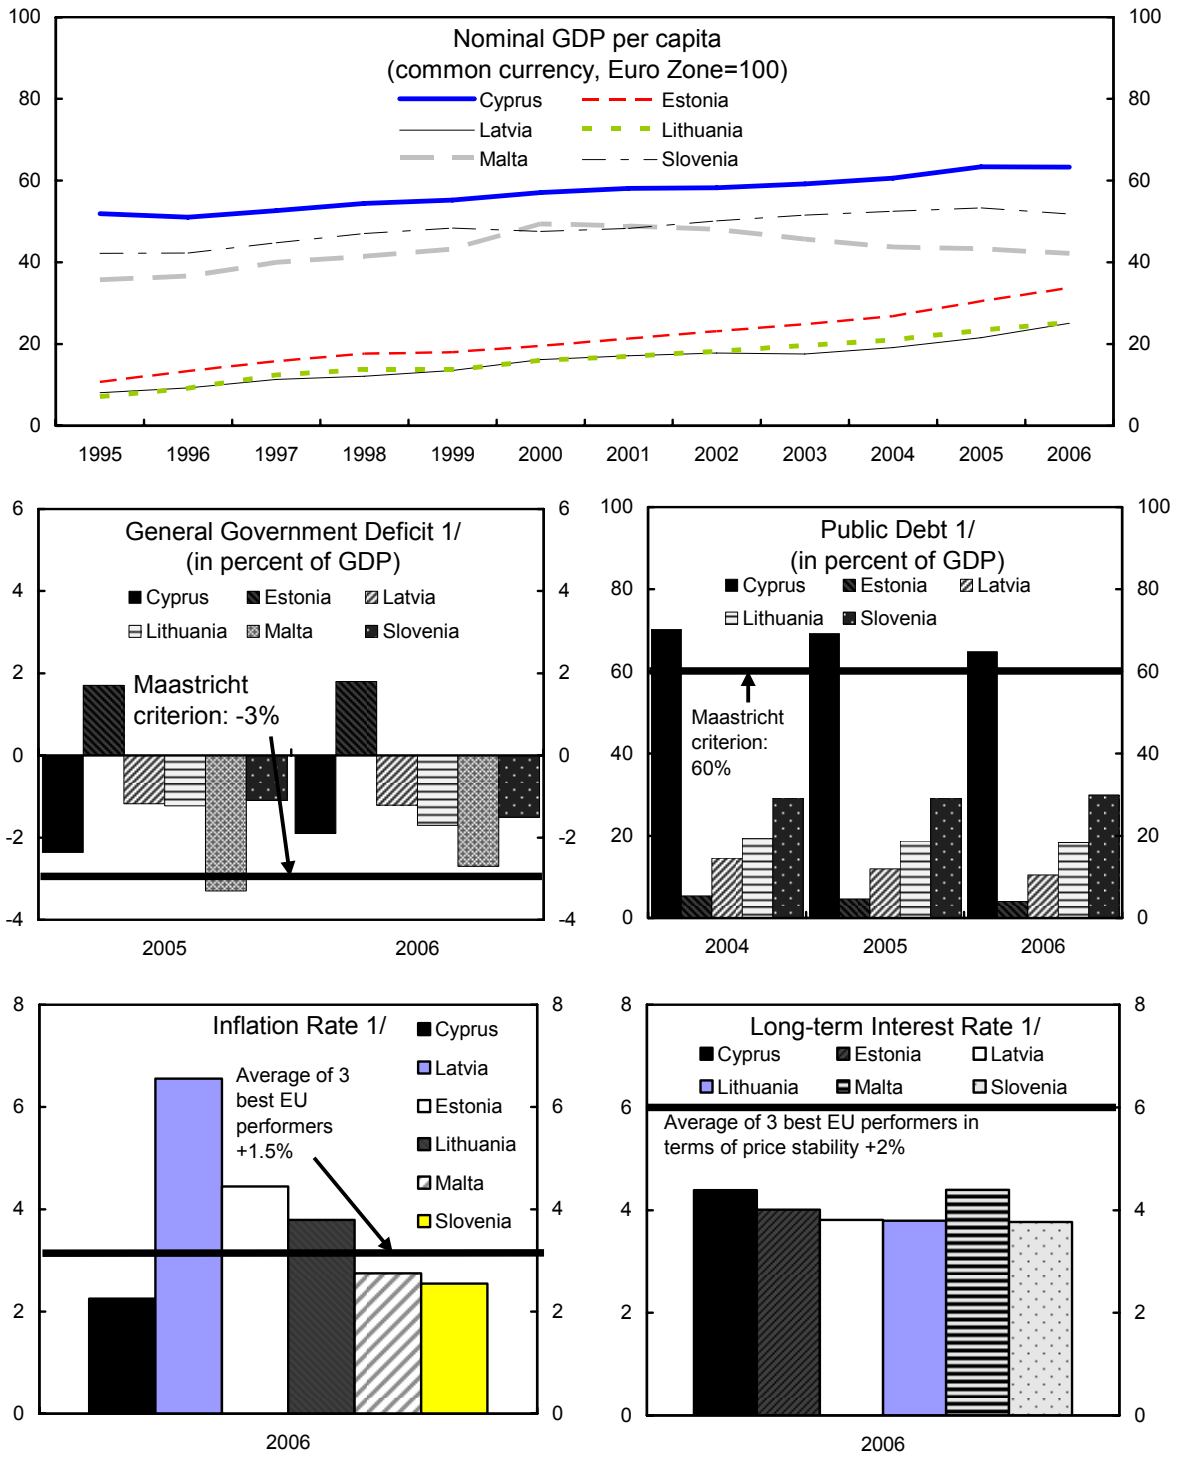 Nominal GDP per capita
(common currency, Euro Zone=100)
Cyprus Estonia
Latvia Lithuania
Malta Slovenia
100 100
80 80
60 60
40 40
20 20
0 0
1995 1996 1997 1998 1999 2000 2001 2002 2003 2004 2005 2006
General Government Deficit 1/
(in percent of GDP)
Cyprus Estonia Latvia
Lithuania Malta Slovenia
Maastricht
criterion: -3%
6 6
4 4
2 2
0 0
-2 -2
-4 -4
2005 2006
Public Debt 1/
(in percent of GDP)
Cyprus Estonia Latvia
Lithuania Slovenia
Maastricht
criterion:
60%
100 100
80 80
60 60
40 40
20 20
0 0
2004 2005 2006
Inflation Rate 1/
Cyprus
Latvia
Estonia
Lithuania
Malta
Slovenia
Average of 3
best EU
performers
+1.5%
8 8
6 6
4 4
2 2
0 0
2006
Long-term Interest Rate 1/
Cyprus Estonia Latvia
Lithuania Malta Slovenia
Average of 3 best EU performers in
terms of price stability +2%
8 8
6 6
4 4
2 2
0 0
2006